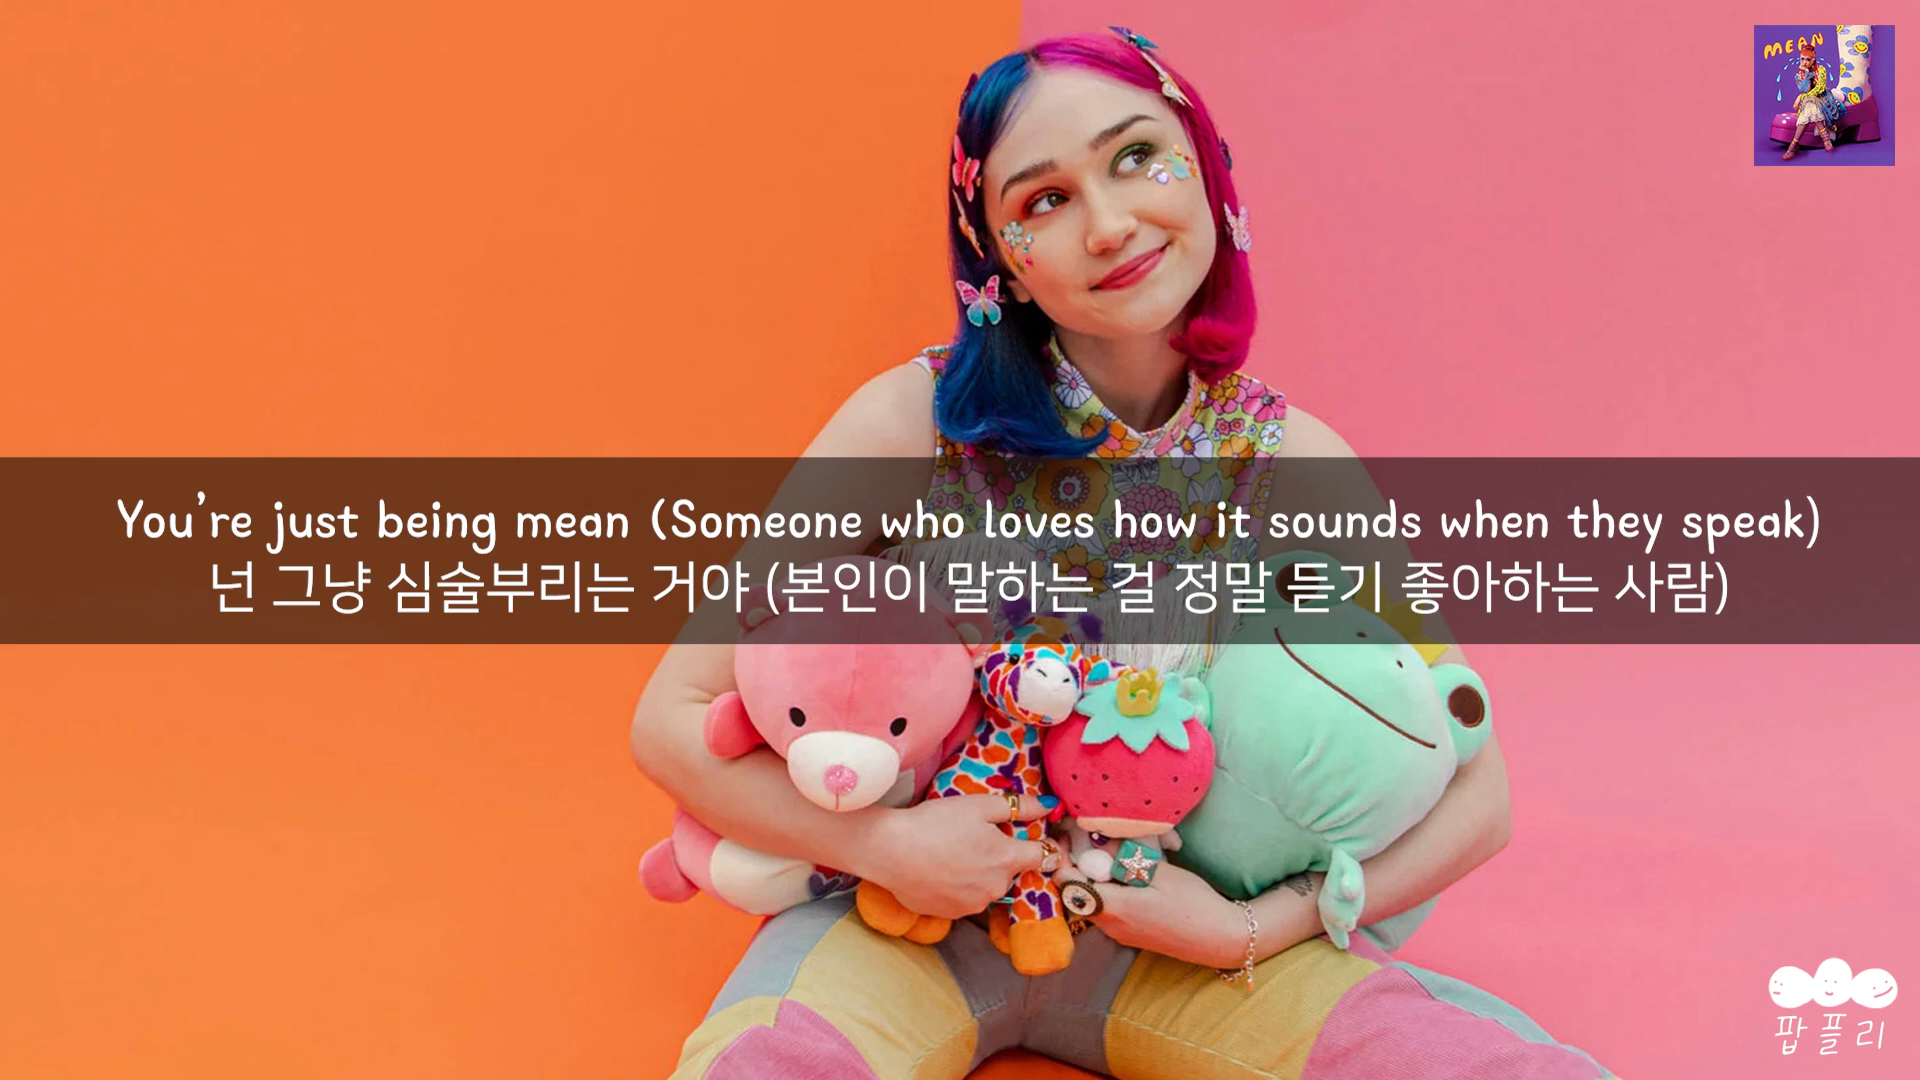 MEAN
You're just being mean (Someone who loves how it sounds when they speak)
넌 그냥 심술부리는 거야 (본인이 말하는 걸 정말 듣기 좋아하는 사람)
팝플리